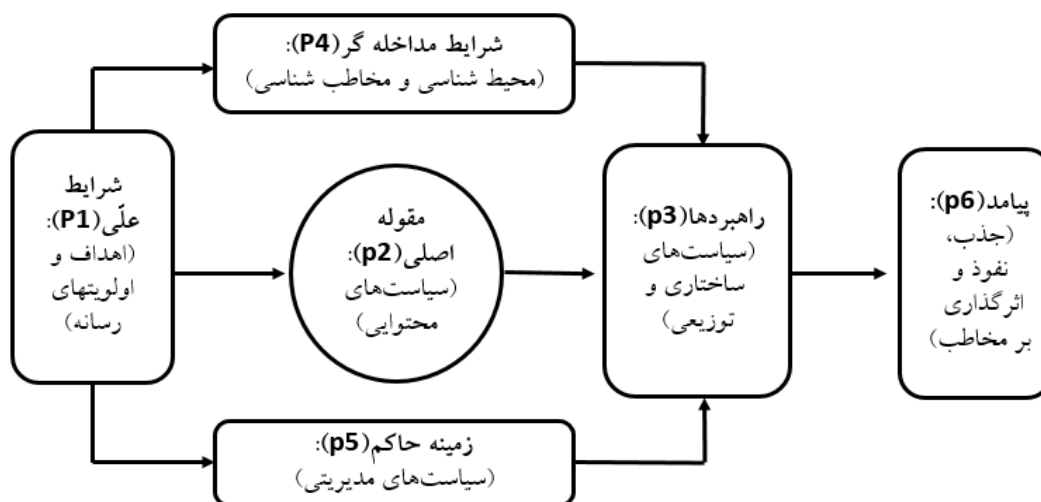 شرایط مداخله گر(P4):
(محیط شناسی و مخاطب شناسی)
شرایط
علّی(P1):
(اهداف و
اولویتهای
رسانه)
مقوله
اصلی(p2):
(سیاست‌های
محتوایی)
راهبردها(p3):
(سیاست‌های
ساختاری و
توزیعی)
پیامد(p6):
(جذب،
نفوذ و
اثرگذاری
بر مخاطب)
زمینه حاکم(p5):
(سیاست‌های مدیریتی)